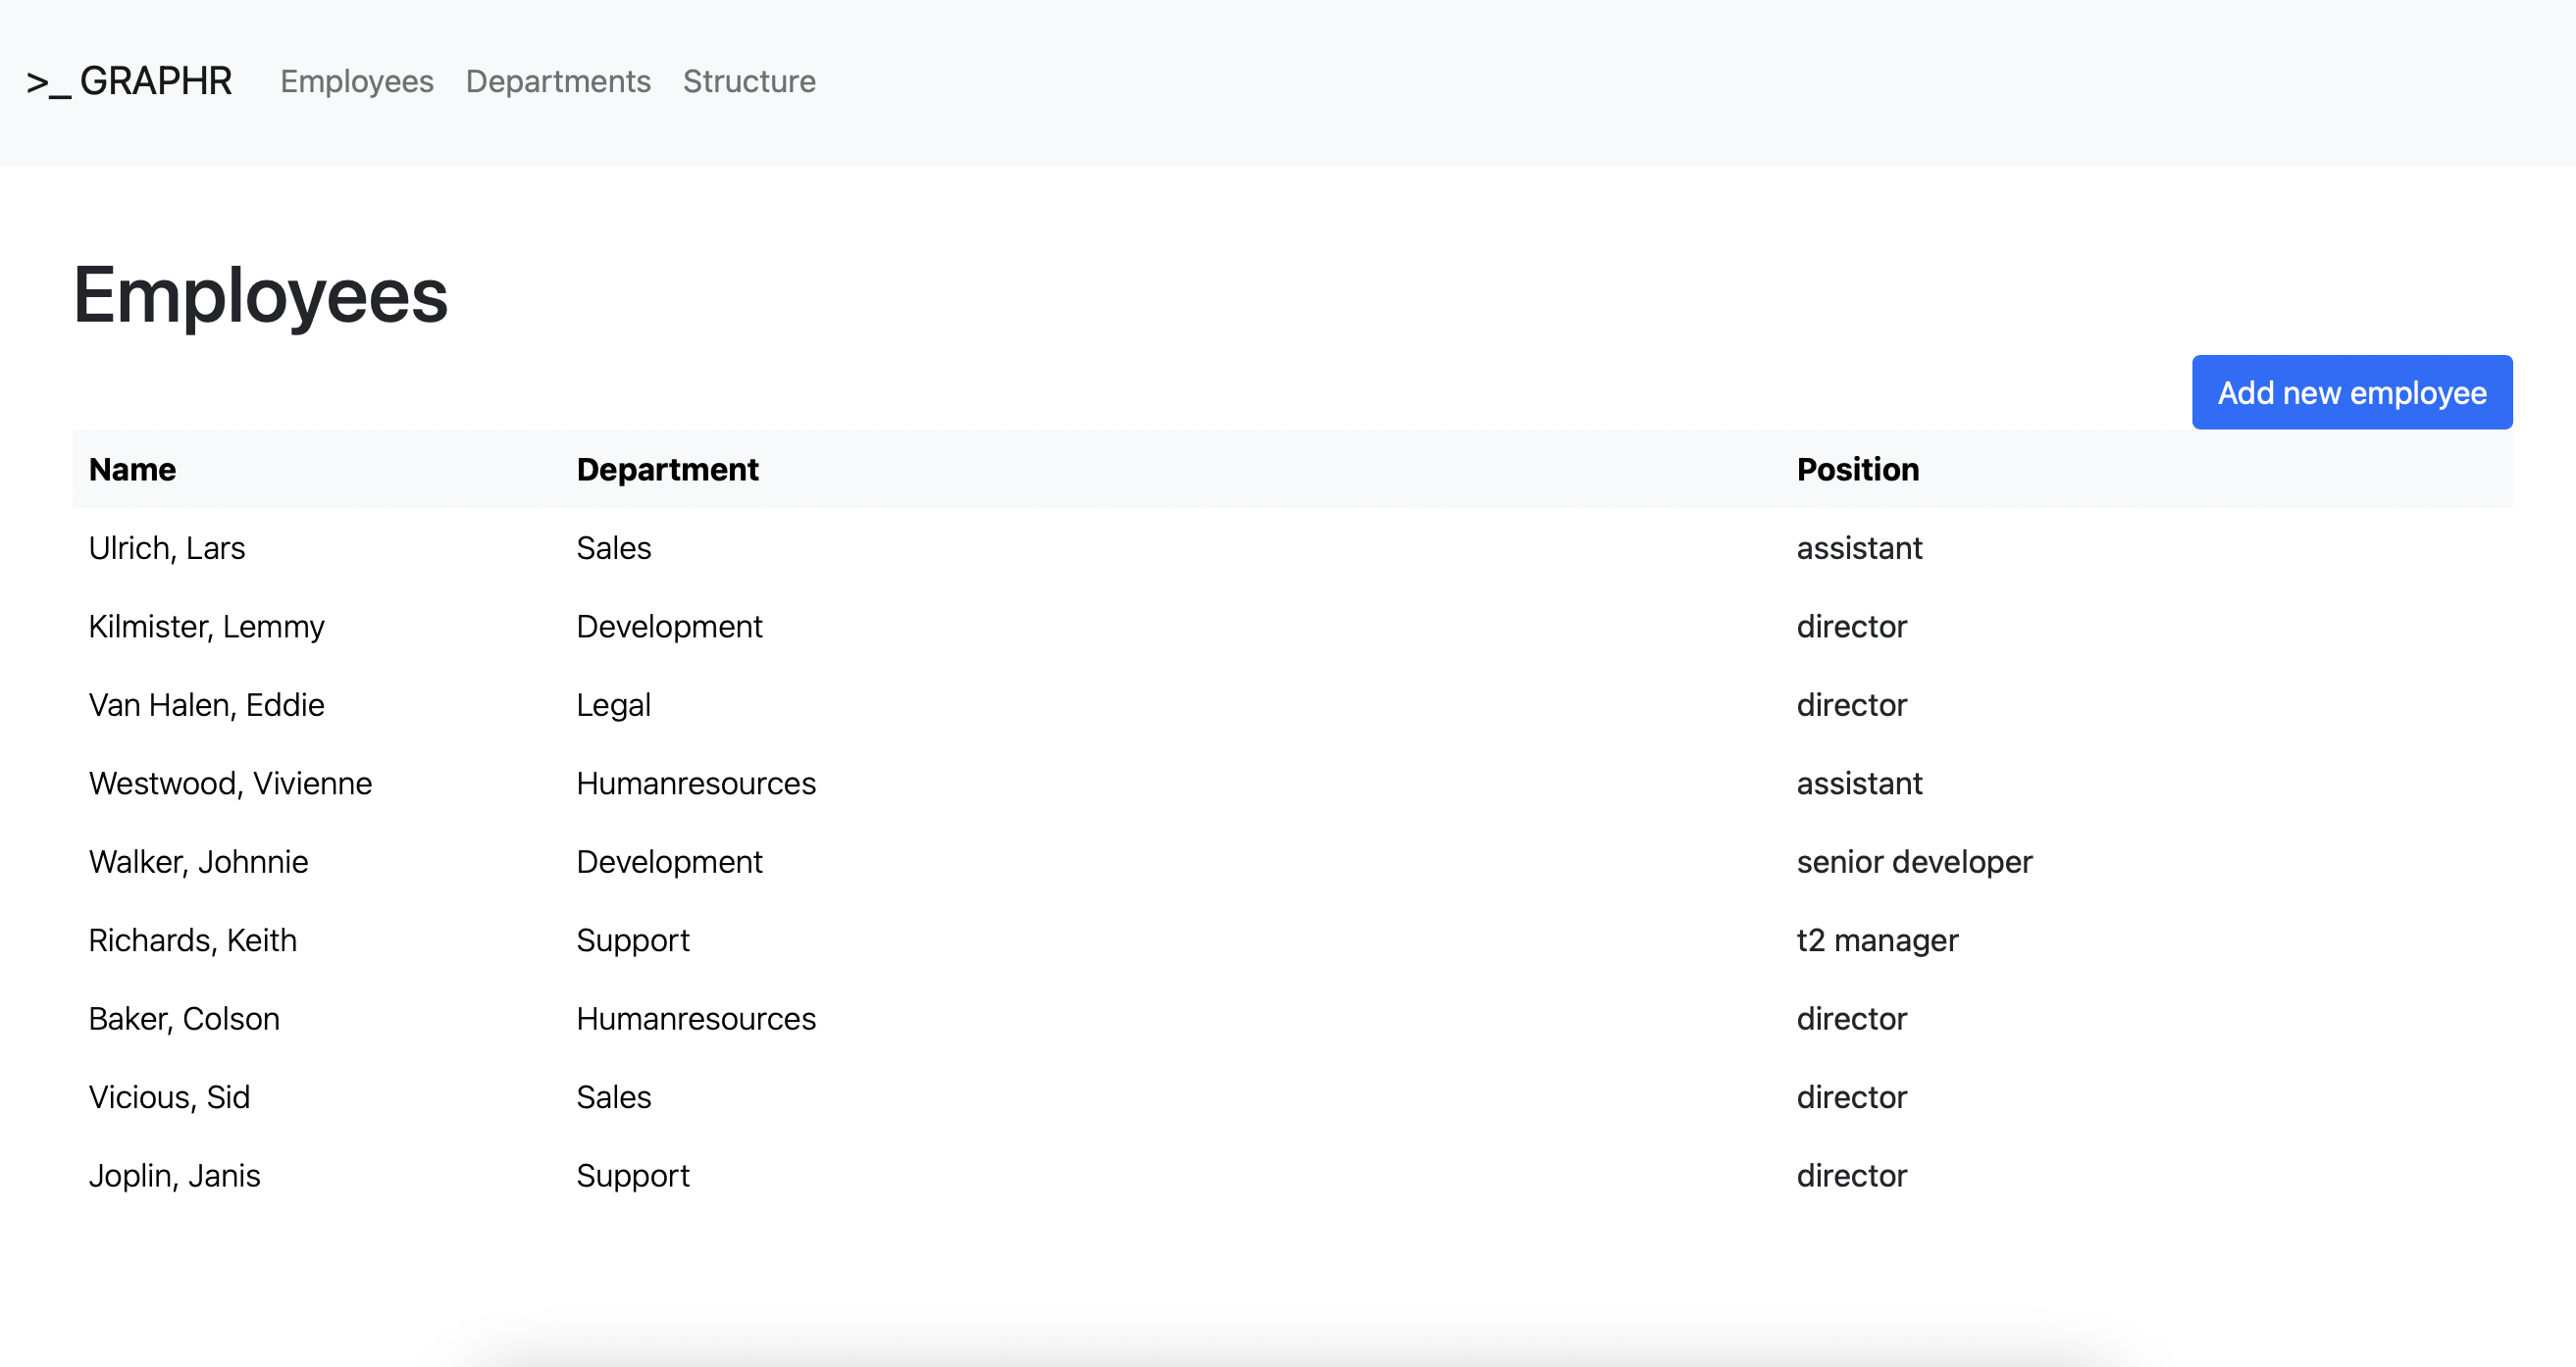 >_ GRAPHR Employees Departments Structure
Employees
Add new employee
Name Department Position
Ulrich, Lars Sales assistant
Kilmister, Lemmy Development director
Van Halen, Eddie Legal director
Westwood, Vivienne Humanresources assistant
Walker, Johnnie Development senior developer
Richards, Keith Support t2 manager
Baker, Colson Humanresources director
Vicious, Sid Sales director
Joplin, Janis Support director